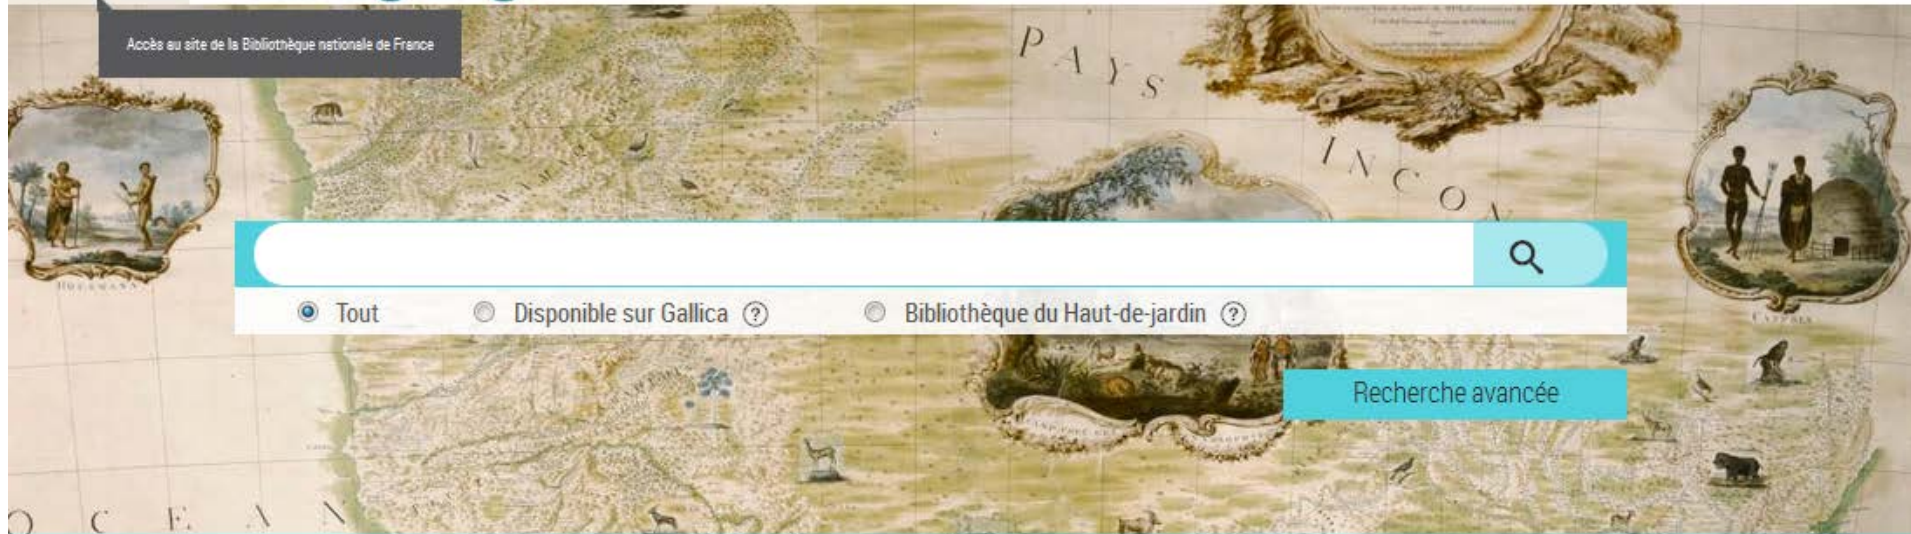 Accès au site de la Bibliothèque nationale de France
PAYS
INCON
Tout
Disponible sur Gallica ?
Bibliothèque du Haut-de-jardin ?
Recherche avancée
OCEAN